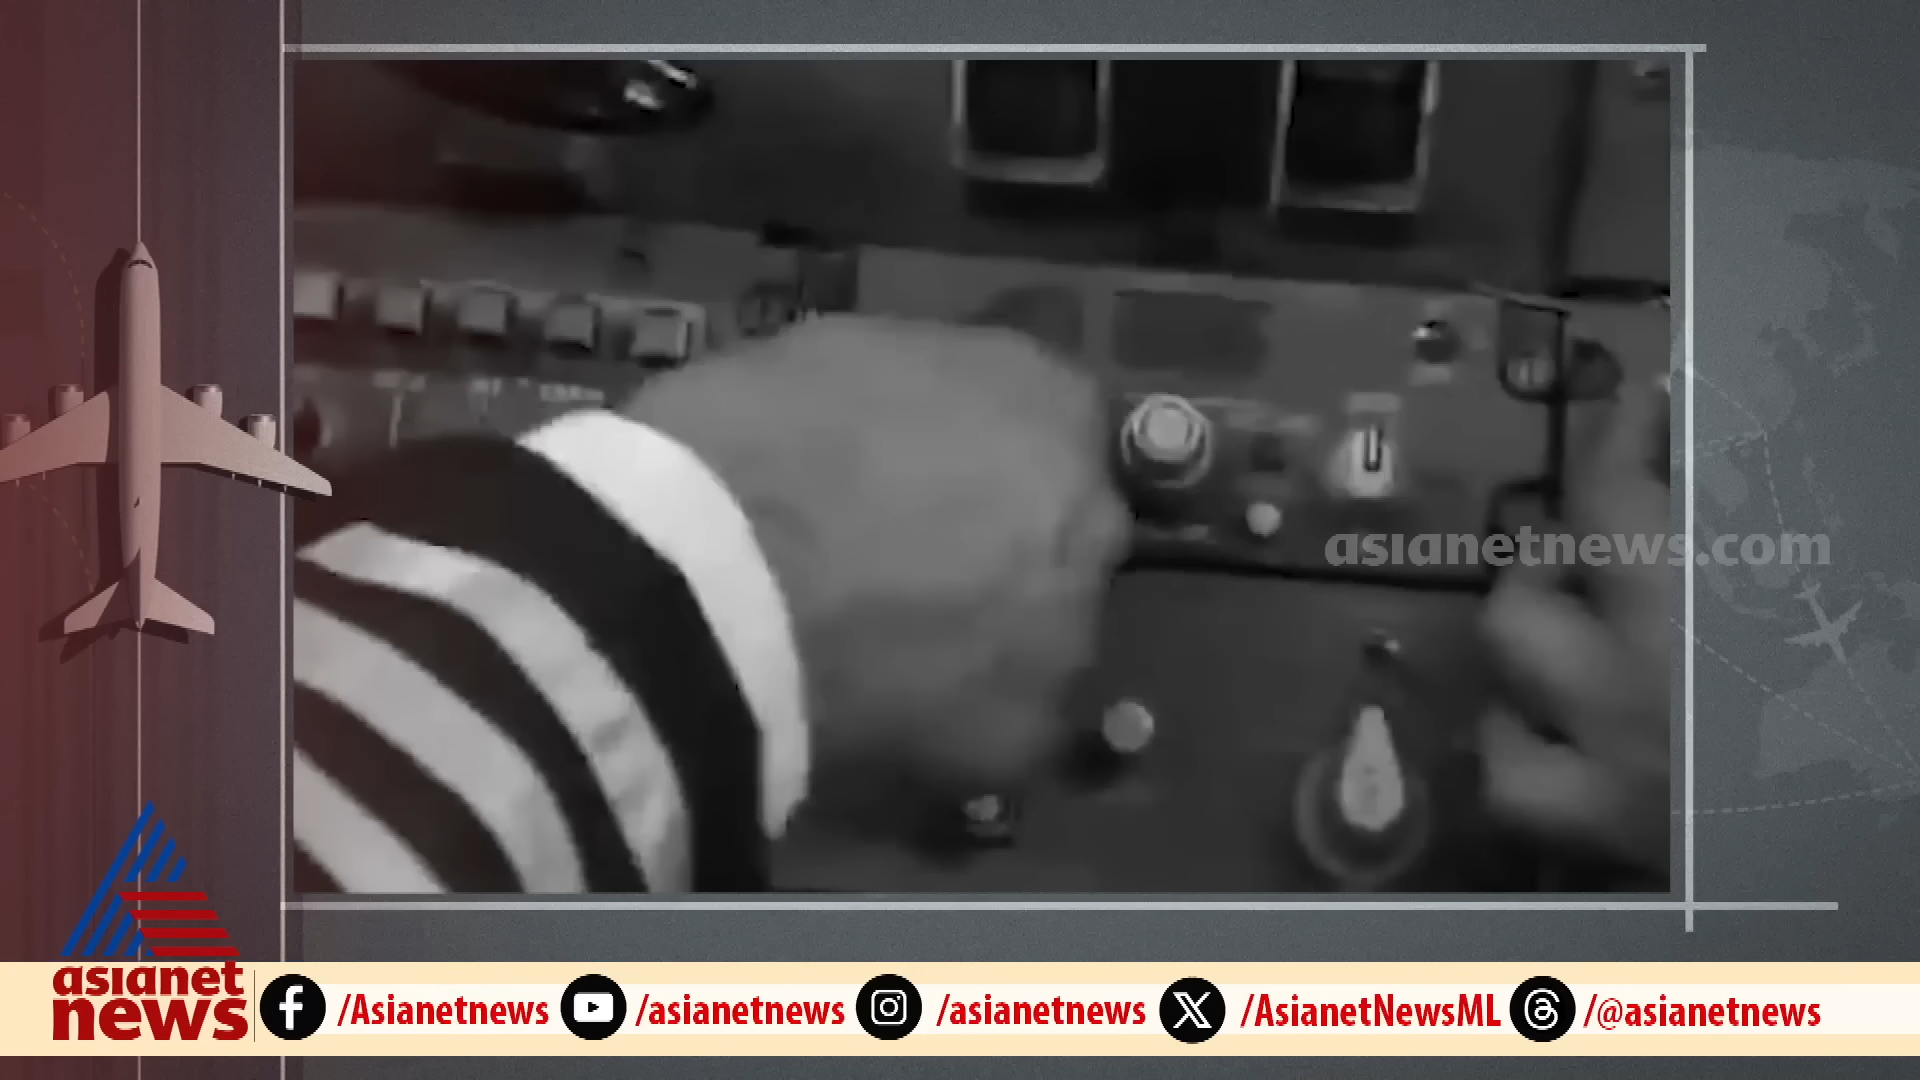 asianetnews.com
asianet
news
/Asianetnews
/asianetnews
/asianetnews
/AsianetNewsML
/@asianetnews